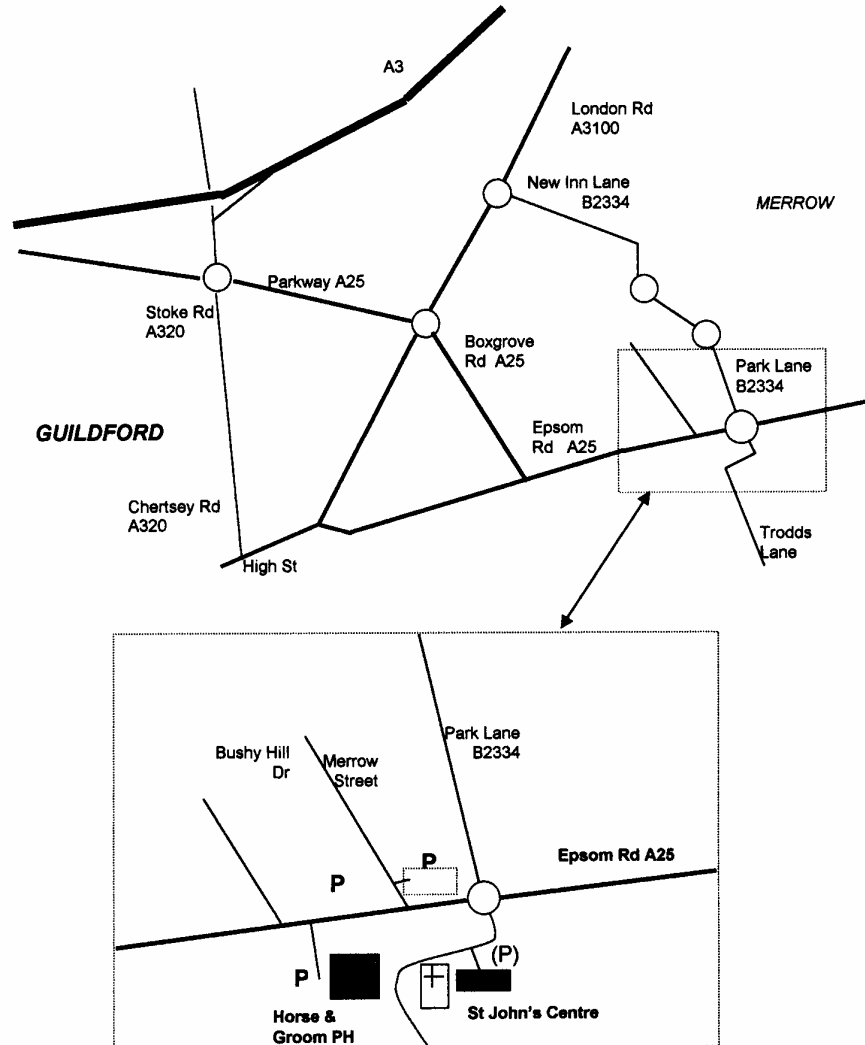 A3
London Rd
A3100
New Inn Lane
B2334
MERROW
Parkway A25
Stoke Rd
A320
Boxgrove
Rd A25
Park Lane
B2334
GUILDFORD
Epsom
Rd A25
Chertsey Rd
A320
Trodds
Lane
High St
Park Lane
B2334
Bushy Hill
Dr
Merrow
Street
Epsom Rd A25
P
P
(P)
P
St John's Centre
Horse &
Groom PH